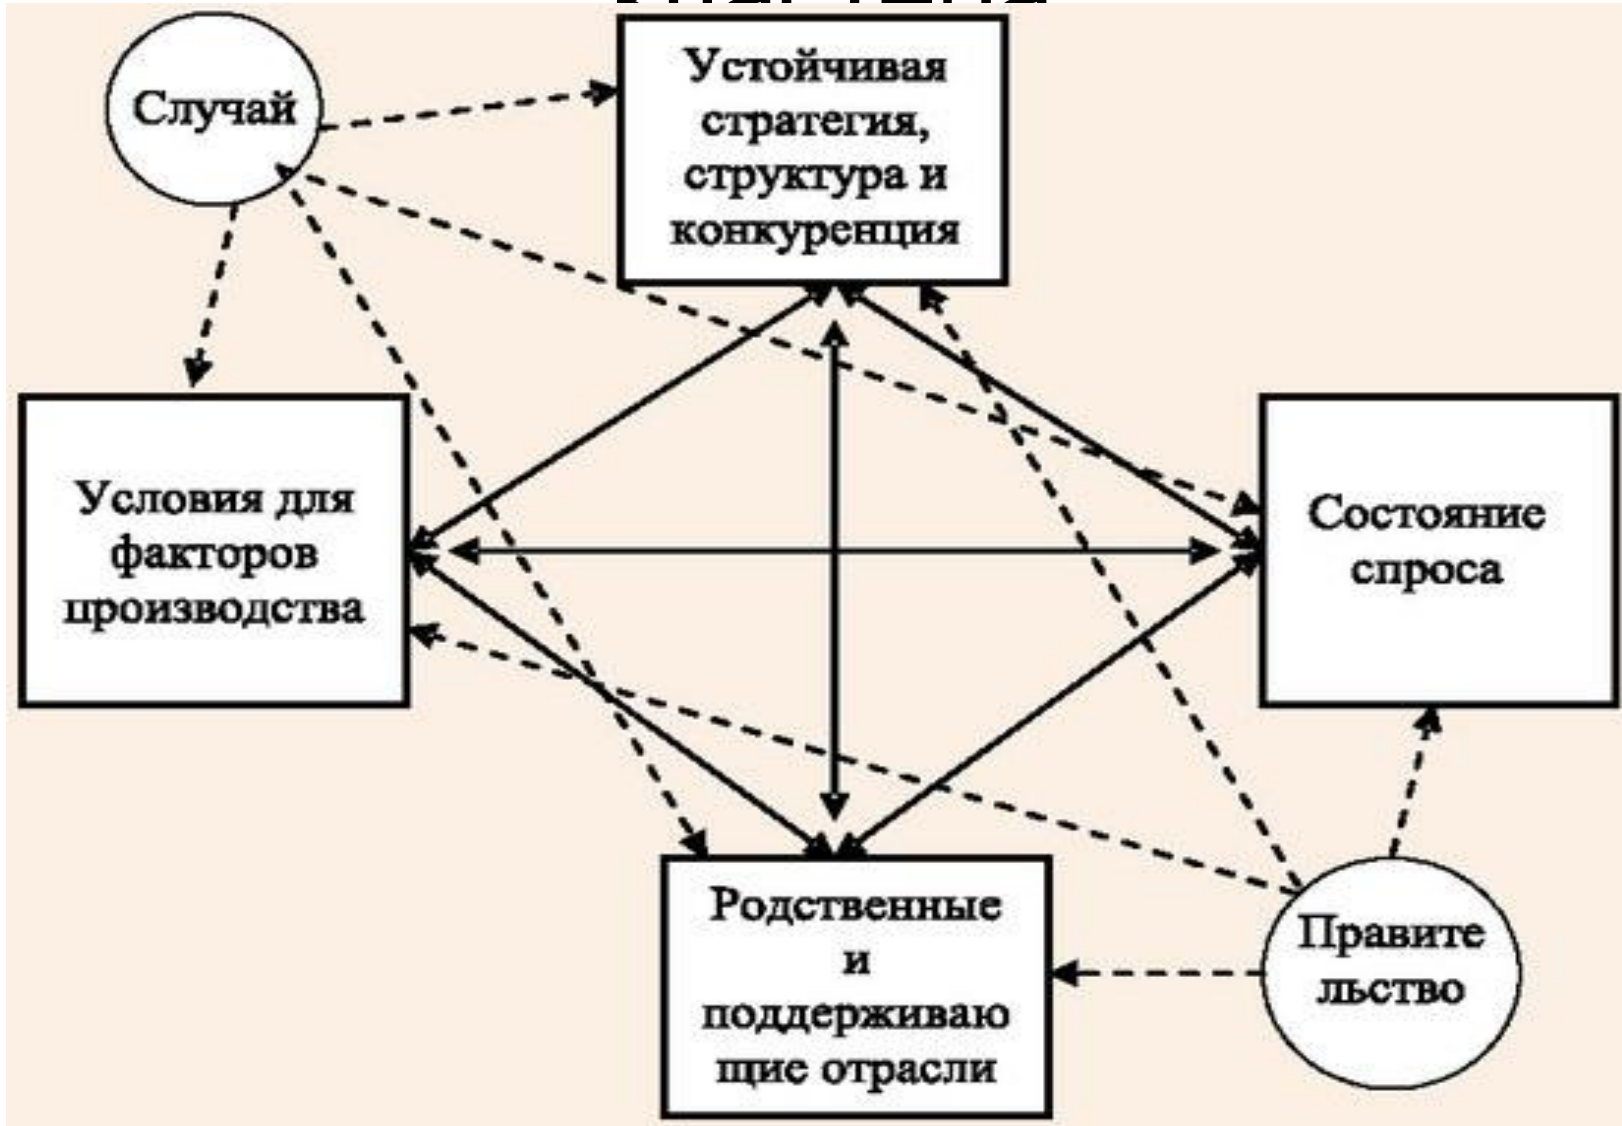 Случай
Устойчивая
стратегия,
структура и
конкуренция
Условия для
факторов
производства
Состояние
спроса
Родственные
и
поддерживаю
щие отрасли
Правите
льство